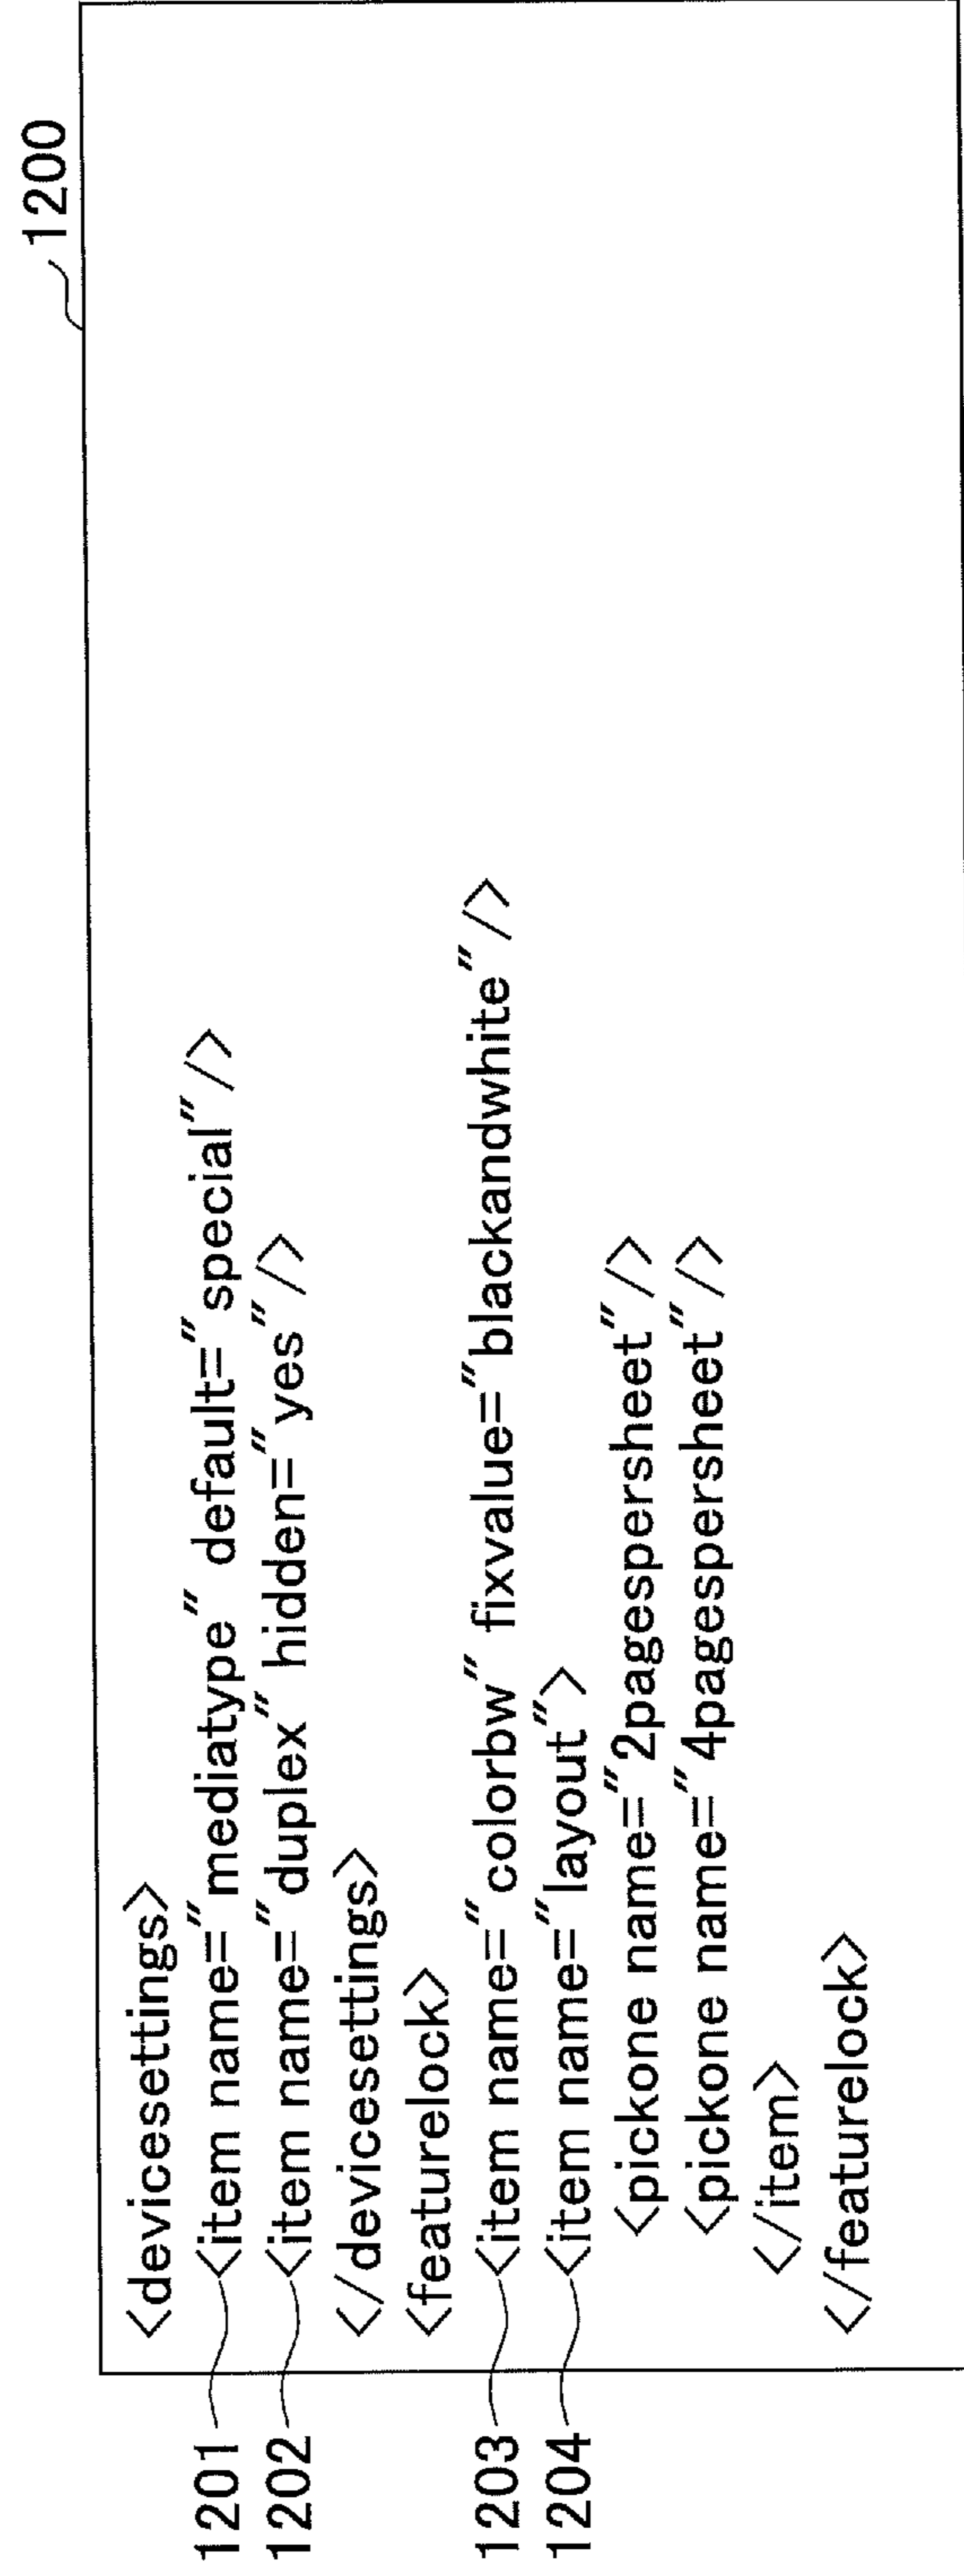 1200
<devicesettings>
1201 <item name="mediatype" default="special"/>
1202 <item name="duplex" hidden="yes"/>
</devicesettings>
<featurelock>
1203 <item name="colorbw" fixvalue="blackandwhite"/>
1204 <item name="layout">
<pickone name="2pagespersheet"/>
<pickone name="4pagespersheet"/>
</item>
</featurelock>